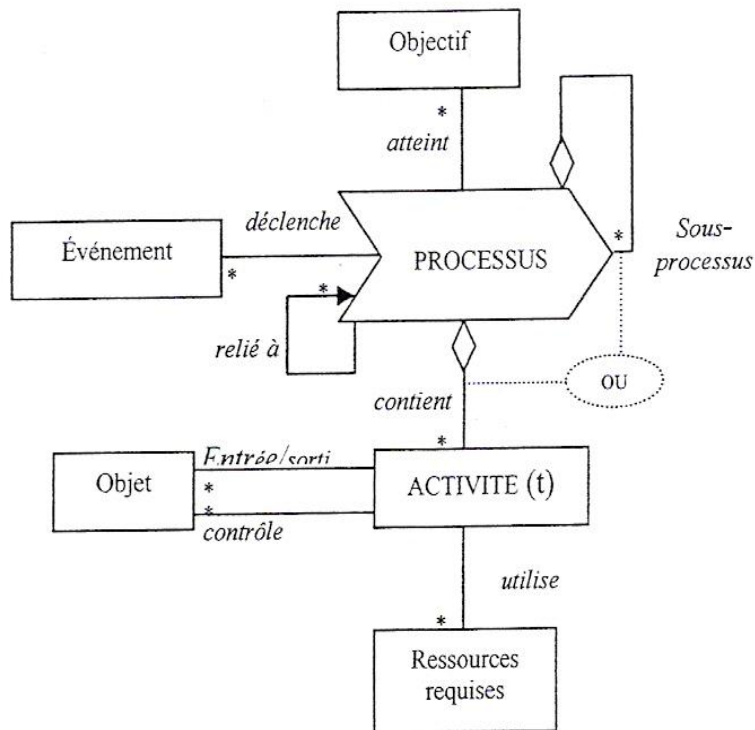 Objectif
*
atteint
déclenche
Événement
*
PROCESSUS
*
Sous-
processus
*
relié à
OU
contient
*
Entrée/sorti
Objet
*
*
ACTIVITE (t)
contrôle
utilise
*
Ressources
requises